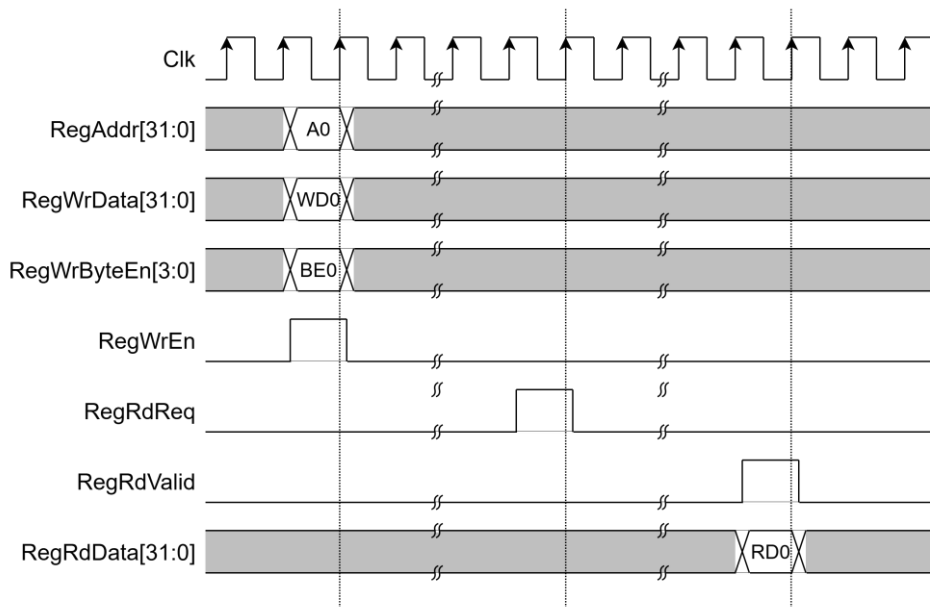 Clk
RegAddr[31:0]
A0
RegWrData[31:0]
WD0
RegWrByteEn[3:0]
BE0
RegWrEn
RegRdReq
RegRdValid
RegRdData[31:0]
RD0